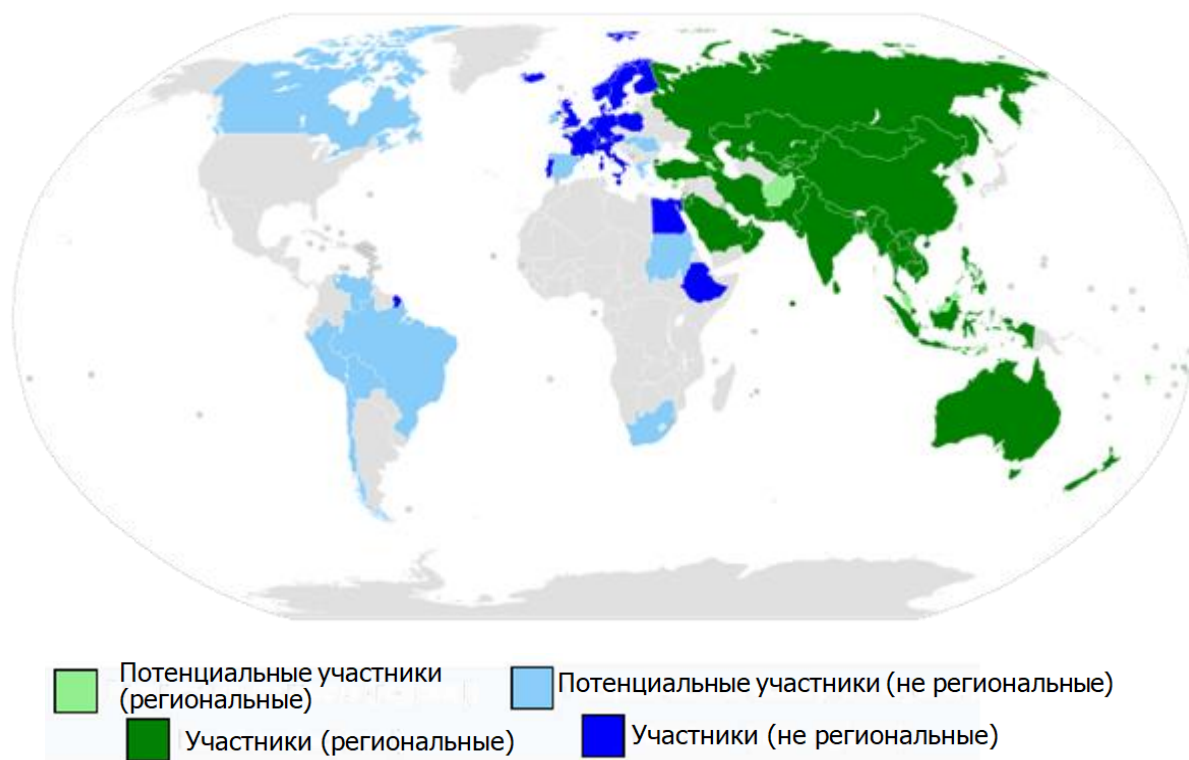 Потенциальные участники
(региональные)
Потенциальные участники (не региональные)
Участники (региональные)
Участники (не региональные)